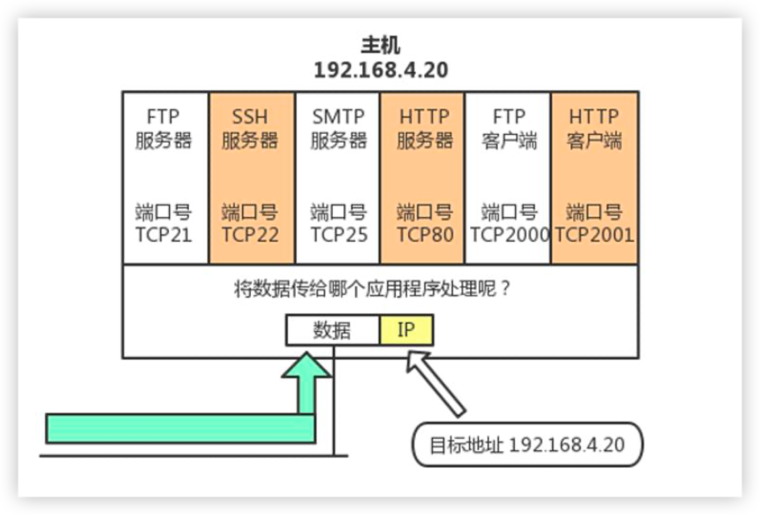 主机
192.168.4.20
FTP
服务器
端口号
TCP21
SSH
服务器
端口号
TCP22
SMTP
服务器
端口号
TCP25
HTTP
服务器
端口号
TCP80
FTP
客户端
端口号
TCP2000
HTTP
客户端
端口号
TCP2001
将数据传给哪个应用程序处理呢？
数据
IP
目标地址 192.168.4.20